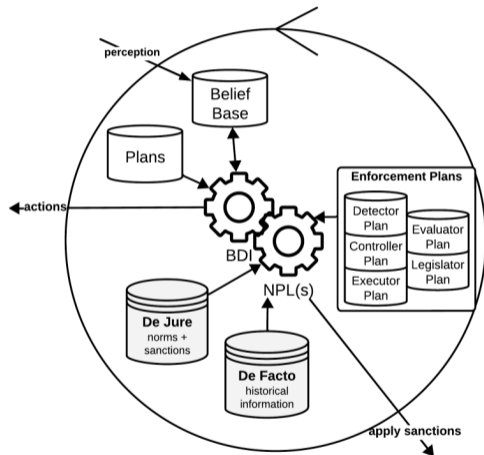 perception
Belief
Base
Plans
Enforcement Plans
Detector
Plan
Controller
Plan
Executor
Plan
Evaluator
Plan
Legislator
Plan
actions
BDI
NPL(s)
De Jure
norms +
sanctions
De Facto
historical
information
apply sanctions